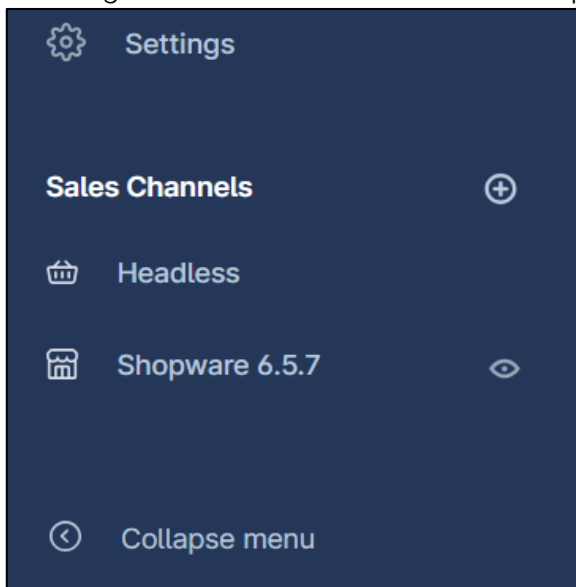 Settings
Sales Channels
Headless
Shopware 6.5.7
Collapse menu